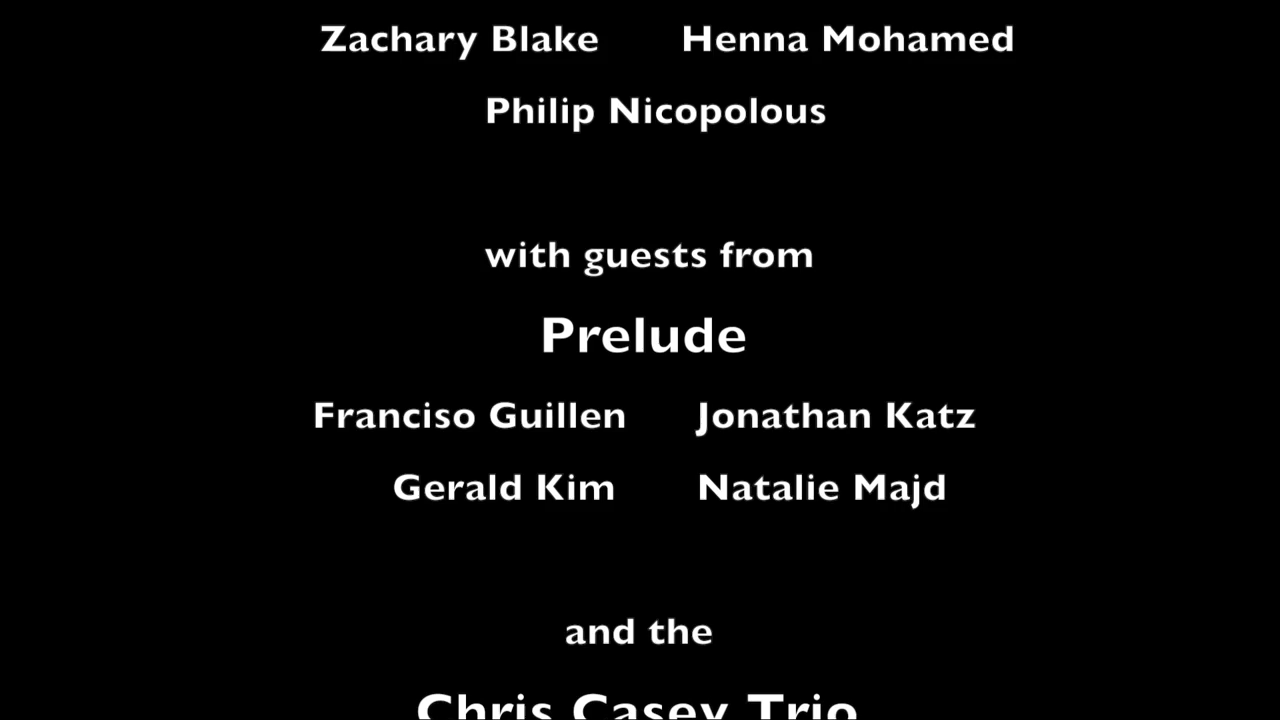 Zachary Blake Henna Mohamed
Philip Nicopolous
with guests from
Prelude
Franciso Guillen Jonathan Katz
Gerald Kim Natalie Majd
and the
Chris Casey Trio